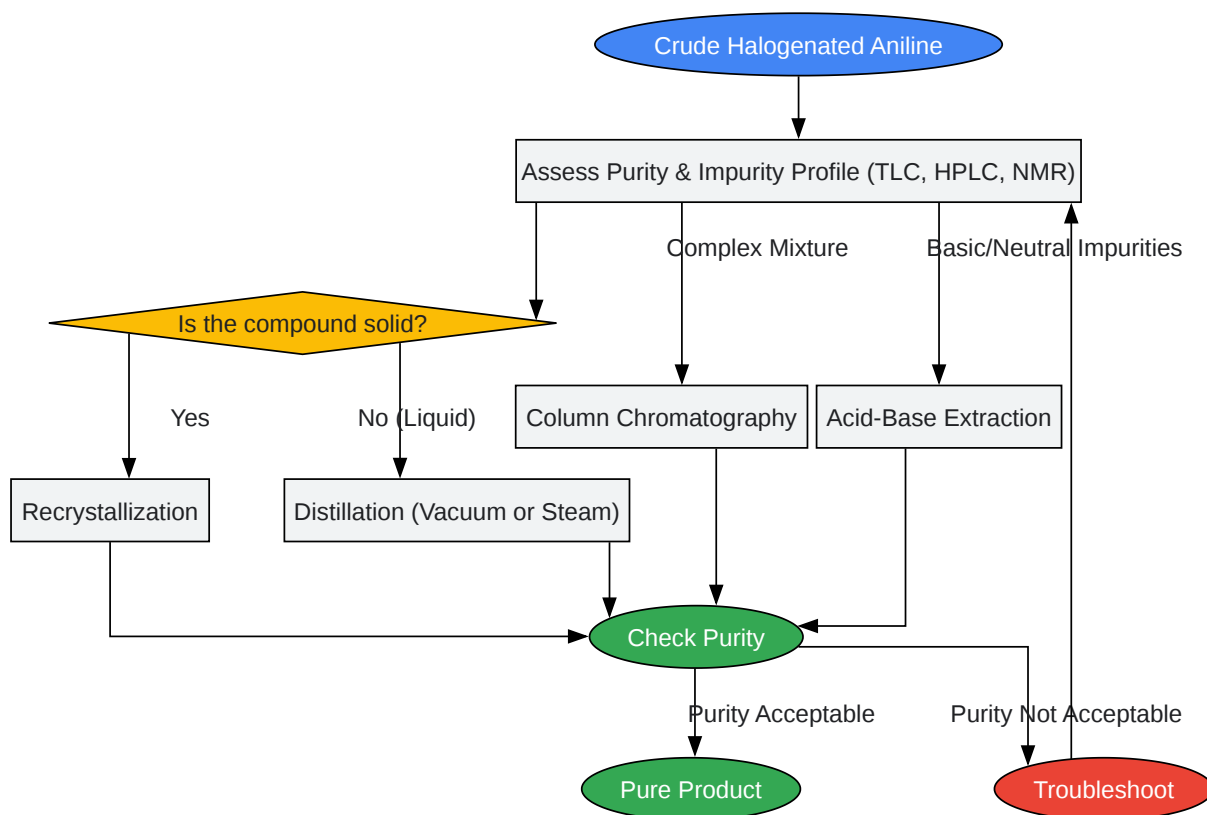 Crude Halogenated Aniline
Assess Purity & Impurity Profile (TLC, HPLC, NMR)
Complex Mixture
Basic/Neutral Impurities
Is the compound solid?
Yes
No (Liquid)
Column Chromatography
Acid-Base Extraction
Recrystallization
Distillation (Vacuum or Steam)
Check Purity
Purity Acceptable
Purity Not Acceptable
Pure Product
Troubleshoot